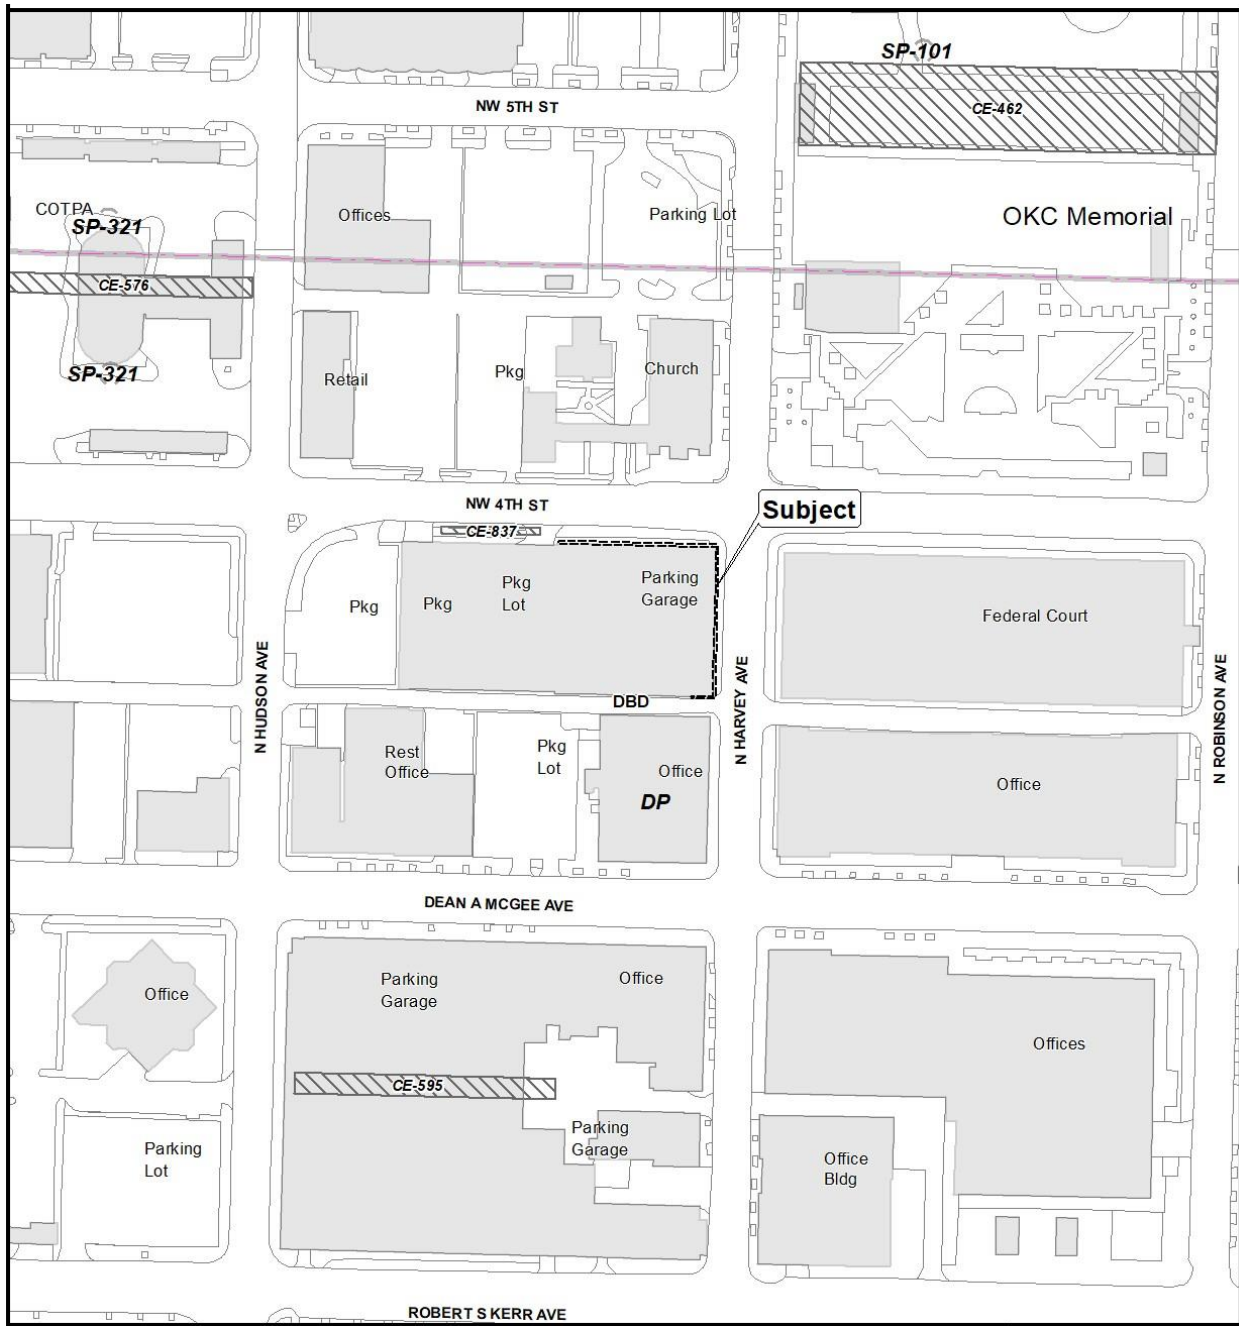 SP-101
NW 5TH ST
CE-462
COTPA
SP-321
Offices
Parking Lot
OKC Memorial
CE-576
SP-321
Retail
Pkg
Church
NW 4TH ST
Subject
CE-837
Pkg
Pkg
Pkg
Lot
Parking
Garage
Federal Court
N HUDSON AVE
DBD
N HARVEY AVE
N ROBINSON AVE
Rest
Office
Pkg
Lot
Office
DP
Office
DEAN A MCGEE AVE
Office
Parking
Garage
Office
Offices
CE-595
Parking
Lot
Parking
Garage
Office
Bldg
ROBERT S KERR AVE